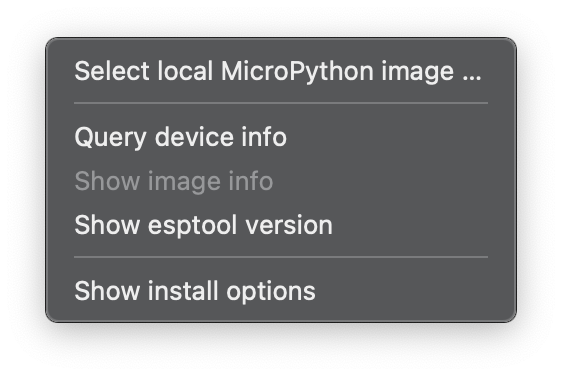 Select local MicroPython image ...
Query device info
Show image info
Show esptool version
Show install options